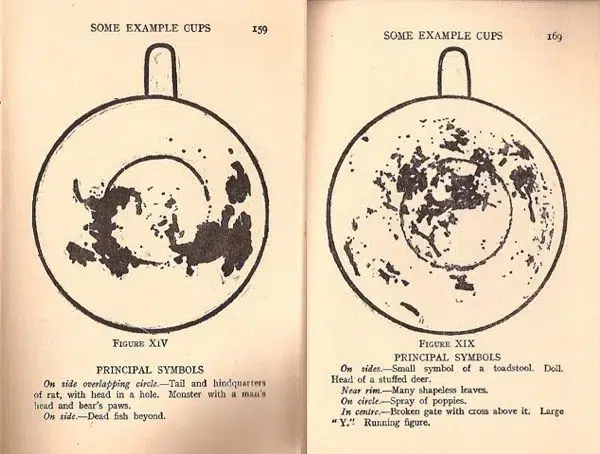 SOME EXAMPLE CUPS 159
FIGURE XIV
PRINCIPAL SYMBOLS
On side overlapping circle.—Tail and hindquarters
of rat, with head in a hole. Monster with a man's
head and bear's paws.
On side.—Dead fish beyond.
SOME EXAMPLE CUPS 169
FIGURE XIX
PRINCIPAL SYMBOLS
On sides.—Small symbol of a toadstool. Doll.
Head of a stuffed deer.
Near rim.—Many shapeless leaves.
On circle.—Spray of poppies.
In centre.—Broken gate with cross above it. Large
"Y." Running figure.